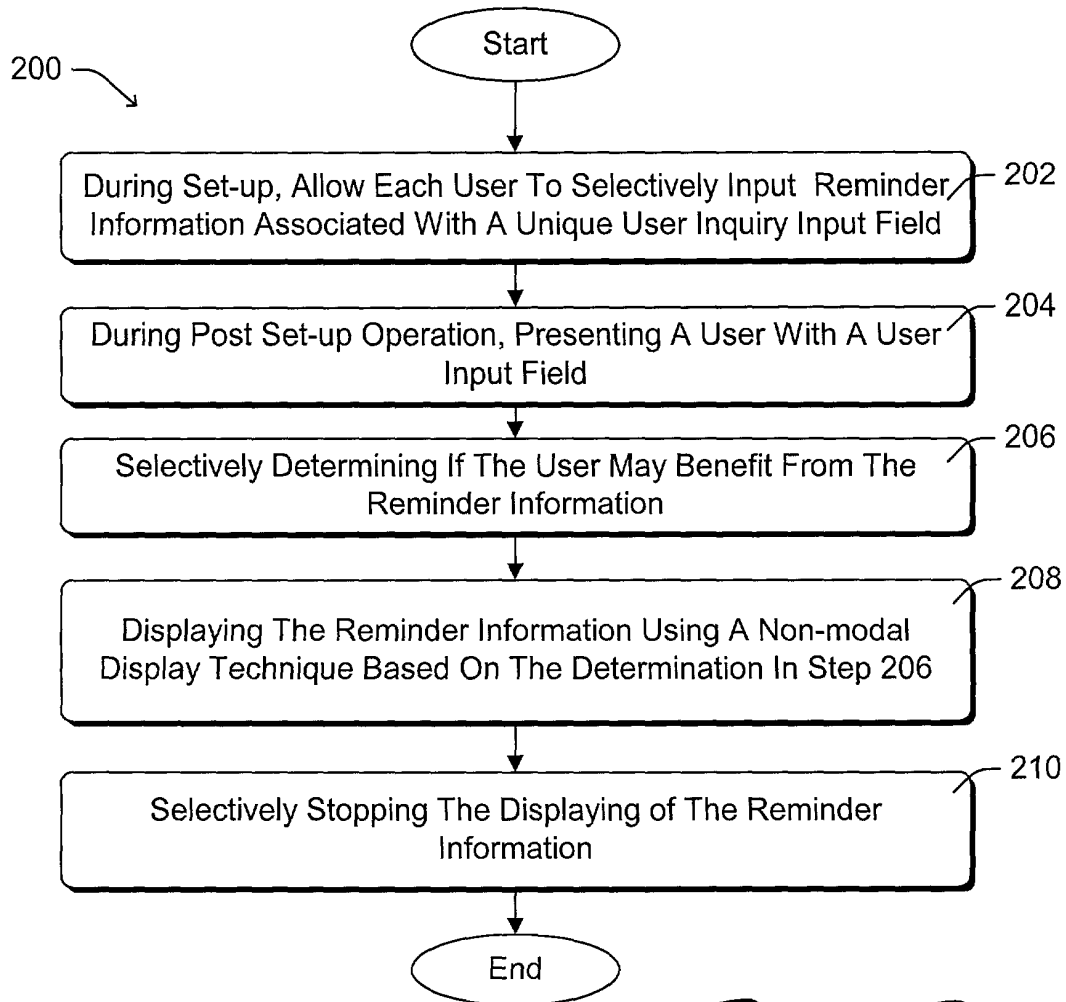 Start
200
During Set-up, Allow Each User To Selectively Input Reminder
Information Associated With A Unique User Inquiry Input Field
202
During Post Set-up Operation, Presenting A User With A User
Input Field
204
Selectively Determining If The User May Benefit From The
Reminder Information
206
Displaying The Reminder Information Using A Non-modal
Display Technique Based On The Determination In Step 206
208
Selectively Stopping The Displaying of The Reminder
Information
210
End